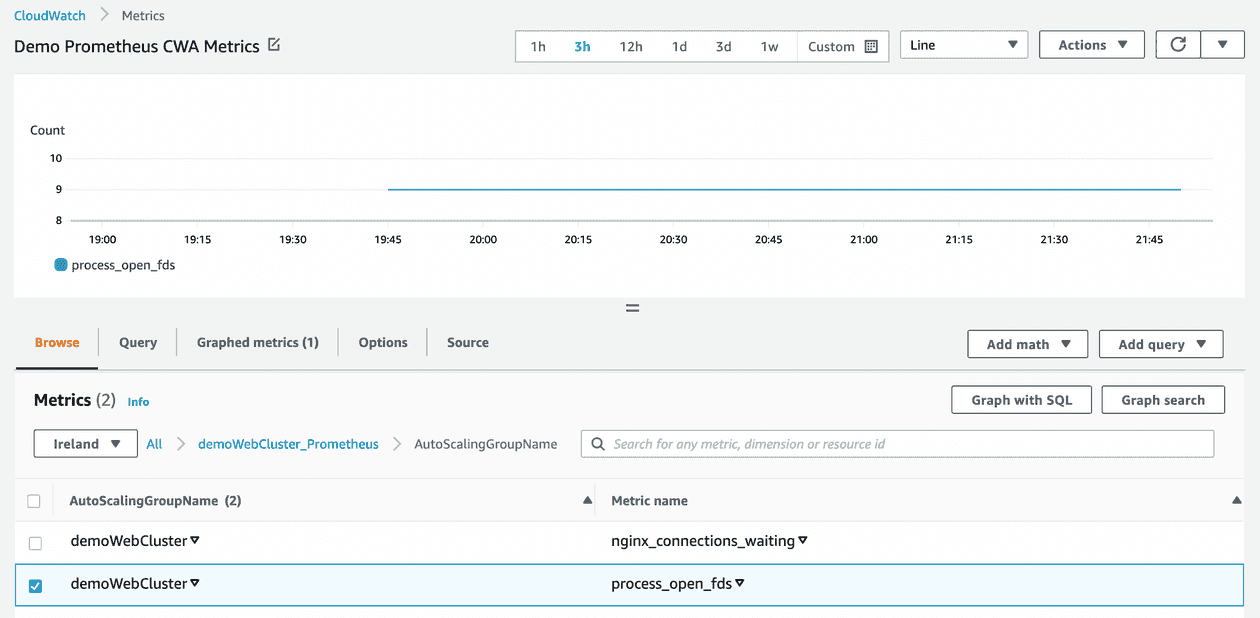 CloudWatch Metrics
Demo Prometheus CWA Metrics
1h 3h 12h 1d 3d 1w Custom Line Actions
Count
10
9
8
19:00 19:15 19:30 19:45 20:00 20:15 20:30 20:45 21:00 21:15 21:30 21:45
process_open_fds
Browse Query Graphed metrics (1) Options Source Add math Add query
Metrics (2) Info Graph with SQL Graph search
Ireland All demoWebCluster_Prometheus AutoScalingGroupName Search for any metric, dimension or resource id
AutoScalingGroupName (2) Metric name
demoWebCluster nginx_connections_waiting
demoWebCluster process_open_fds